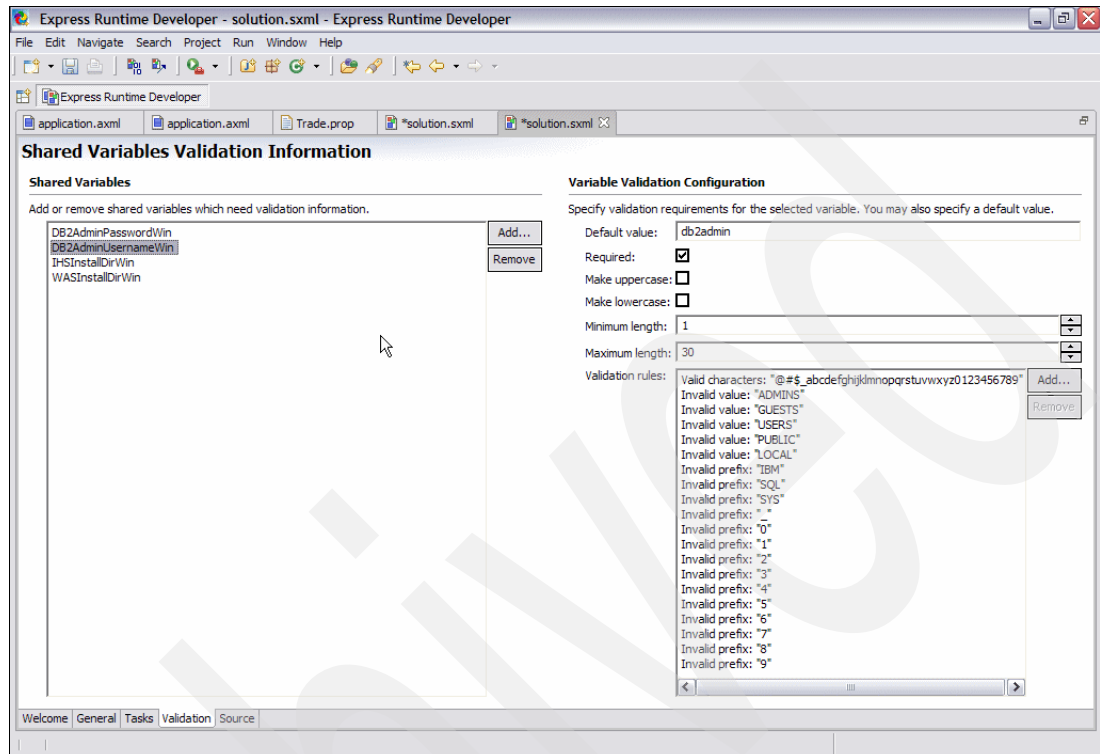 Express Runtime Developer - solution.sxml - Express Runtime Developer
File Edit Navigate Search Project Run Window Help
Express Runtime Developer
application.axml application.axml Trade.prop *solution.sxml *solution.sxml
Shared Variables Validation Information
Shared Variables
Add or remove shared variables which need validation information.
DB2AdminPasswordWin
DB2AdminUsernameWin
IHSInstallDirWin
WASInstallDirWin
Add...
Remove
Variable Validation Configuration
Specify validation requirements for the selected variable. You may also specify a default value.
Default value: db2admin
Required:
Make uppercase:
Make lowercase:
Minimum length: 1
Maximum length: 30
Validation rules: Valid characters: "@#$_abcdefghijklmnopqrstuvwxyz0123456789" Add...
Invalid value: "ADMINS"
Remove
Invalid value: "GUESTS"
Invalid value: "USERS"
Invalid value: "PUBLIC"
Invalid value: "LOCAL"
Invalid prefix: "IBM"
Invalid prefix: "SQL"
Invalid prefix: "SYS"
Invalid prefix: "_"
Invalid prefix: "0"
Invalid prefix: "1"
Invalid prefix: "2"
Invalid prefix: "3"
Invalid prefix: "4"
Invalid prefix: "5"
Invalid prefix: "6"
Invalid prefix: "7"
Invalid prefix: "8"
Invalid prefix: "9"
Welcome General Tasks Validation Source